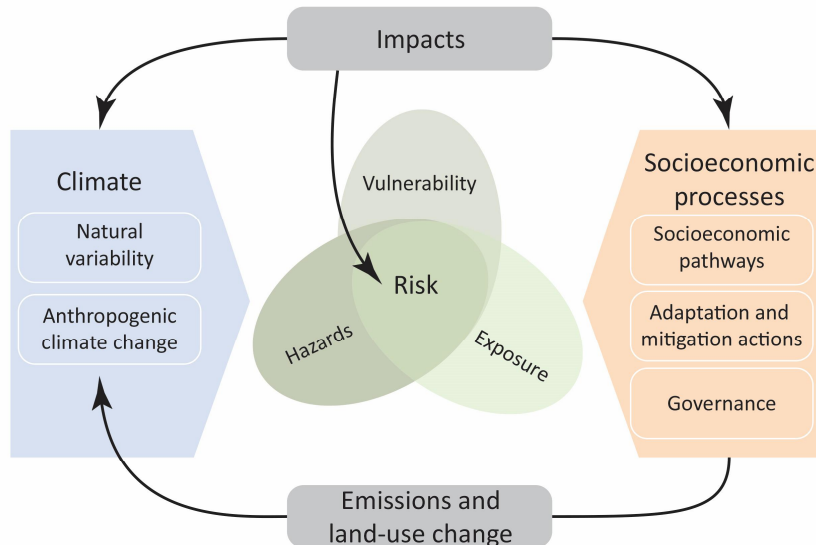 Impacts
Climate
Natural
variability
Anthropogenic
climate change
Vulnerability
Risk
Hazards
Exposure
Socioeconomic
processes
Socioeconomic
pathways
Adaptation and
mitigation actions
Governance
Emissions and
land-use change